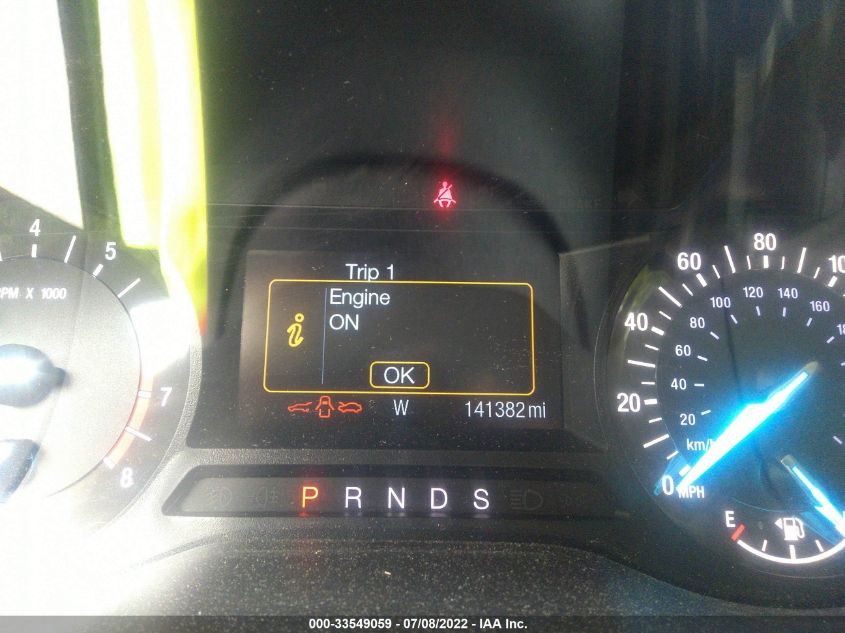 4
5
RPM X 1000
7
8
Trip 1
Engine
ON
OK
W 141382 mi
P R N D S
0 20 40 60 80
20 40 60 80 100 120 140 160
km/h
MPH
E
000-33549059 - 07/08/2022 - IAA Inc.